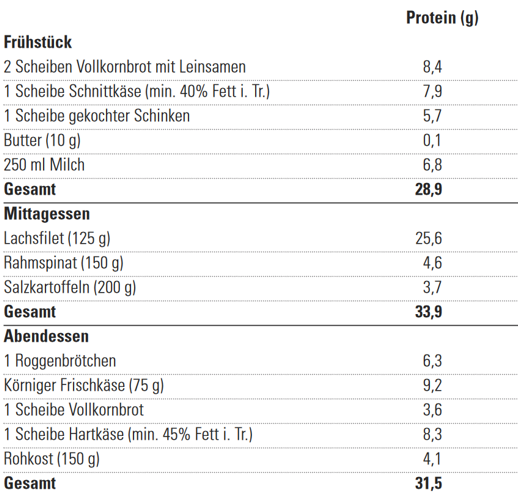 Protein (g)
Frühstück
2 Scheiben Vollkornbrot mit Leinsamen 8,4
1 Scheibe Schnittkäse (min. 40% Fett i. Tr.) 7,9
1 Scheibe gekochter Schinken 5,7
Butter (10 g) 0,1
250 ml Milch 6,8
Gesamt 28,9
Mittagessen
Lachsfilet (125 g) 25,6
Rahmspinat (150 g) 4,6
Salzkartoffeln (200 g) 3,7
Gesamt 33,9
Abendessen
1 Roggenbrötchen 6,3
Körniger Frischkäse (75 g) 9,2
1 Scheibe Vollkornbrot 3,6
1 Scheibe Hartkäse (min. 45% Fett i. Tr.) 8,3
Rohkost (150 g) 4,1
Gesamt 31,5